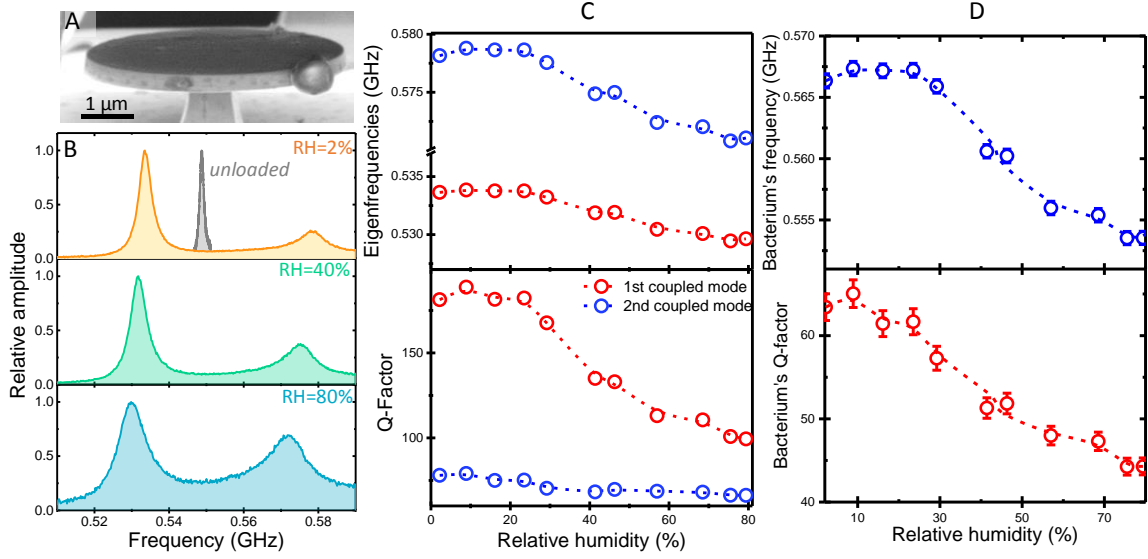 A
1 μm
B
RH=2%
unloaded
RH=40%
RH=80%
Relative amplitude
1.0
0.5
0.0
1.0
0.5
0.0
1.0
0.5
0.0
0.52
0.54
0.56
0.58
Frequency (GHz)
C
Eigenfrequencies (GHz)
0.580
0.575
0.535
0.530
1st coupled mode
2nd coupled mode
Q-Factor
150
100
0
20
40
60
80
Relative humidity (%)
D
Bacterium's frequency (GHz)
0.570
0.565
0.560
0.555
Bacterium's Q-factor
60
50
40
10
30
50
70
Relative humidity (%)